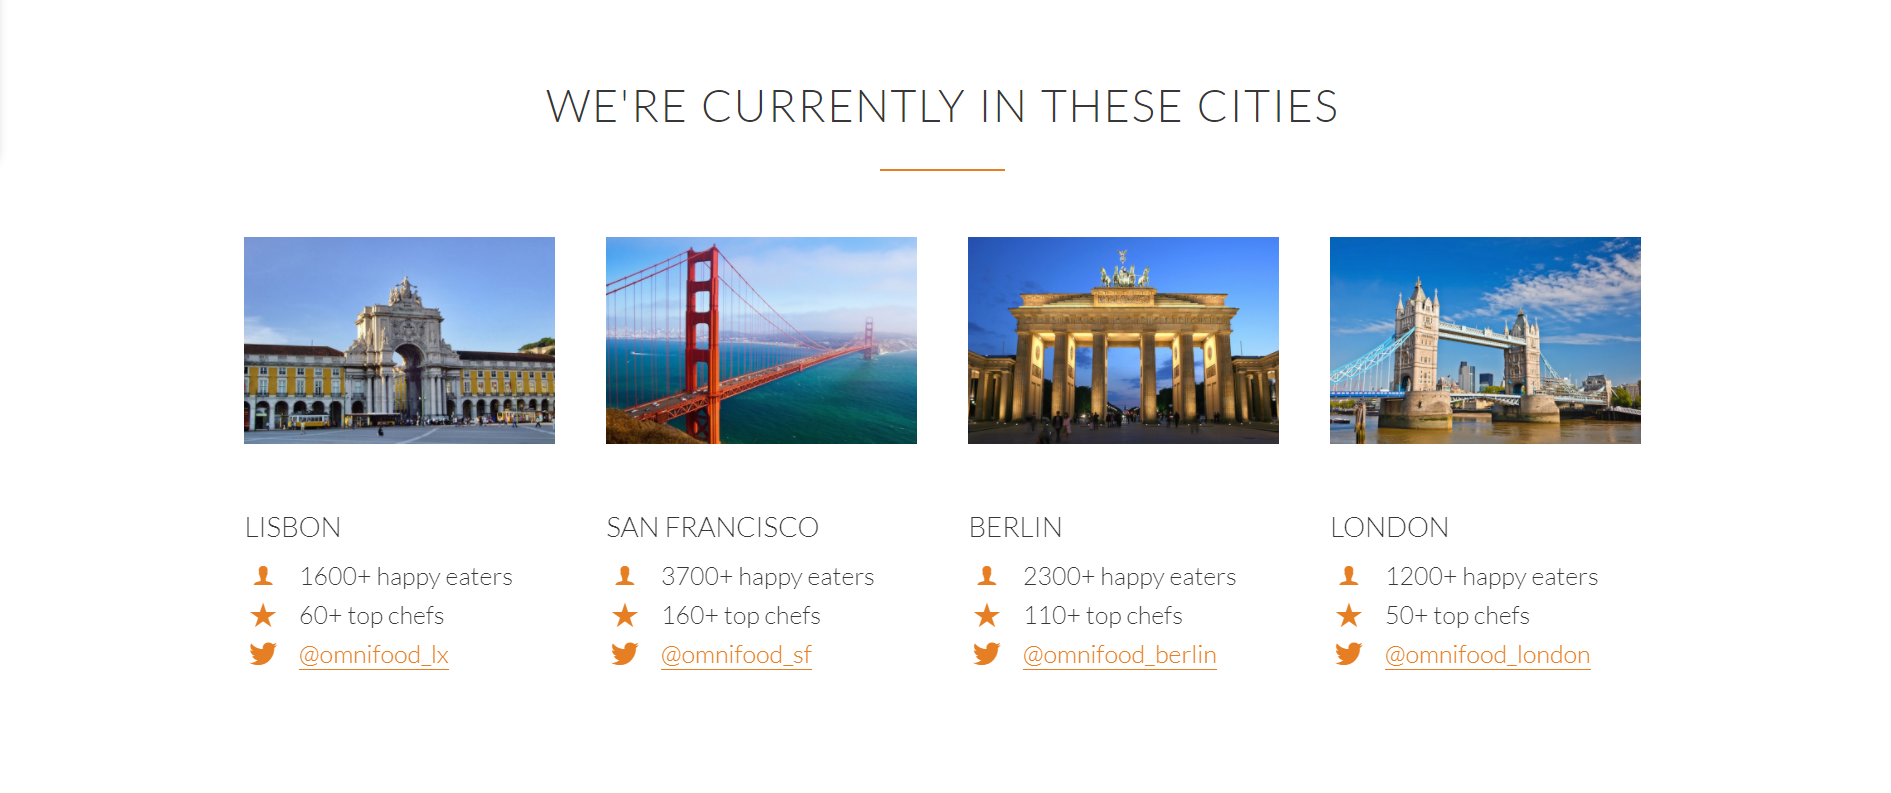 WE'RE CURRENTLY IN THESE CITIES
LISBON
1600+ happy eaters
60+ top chefs
@omnifood_lx
SAN FRANCISCO
3700+ happy eaters
160+ top chefs
@omnifood_sf
BERLIN
2300+ happy eaters
110+ top chefs
@omnifood_berlin
LONDON
1200+ happy eaters
50+ top chefs
@omnifood_london